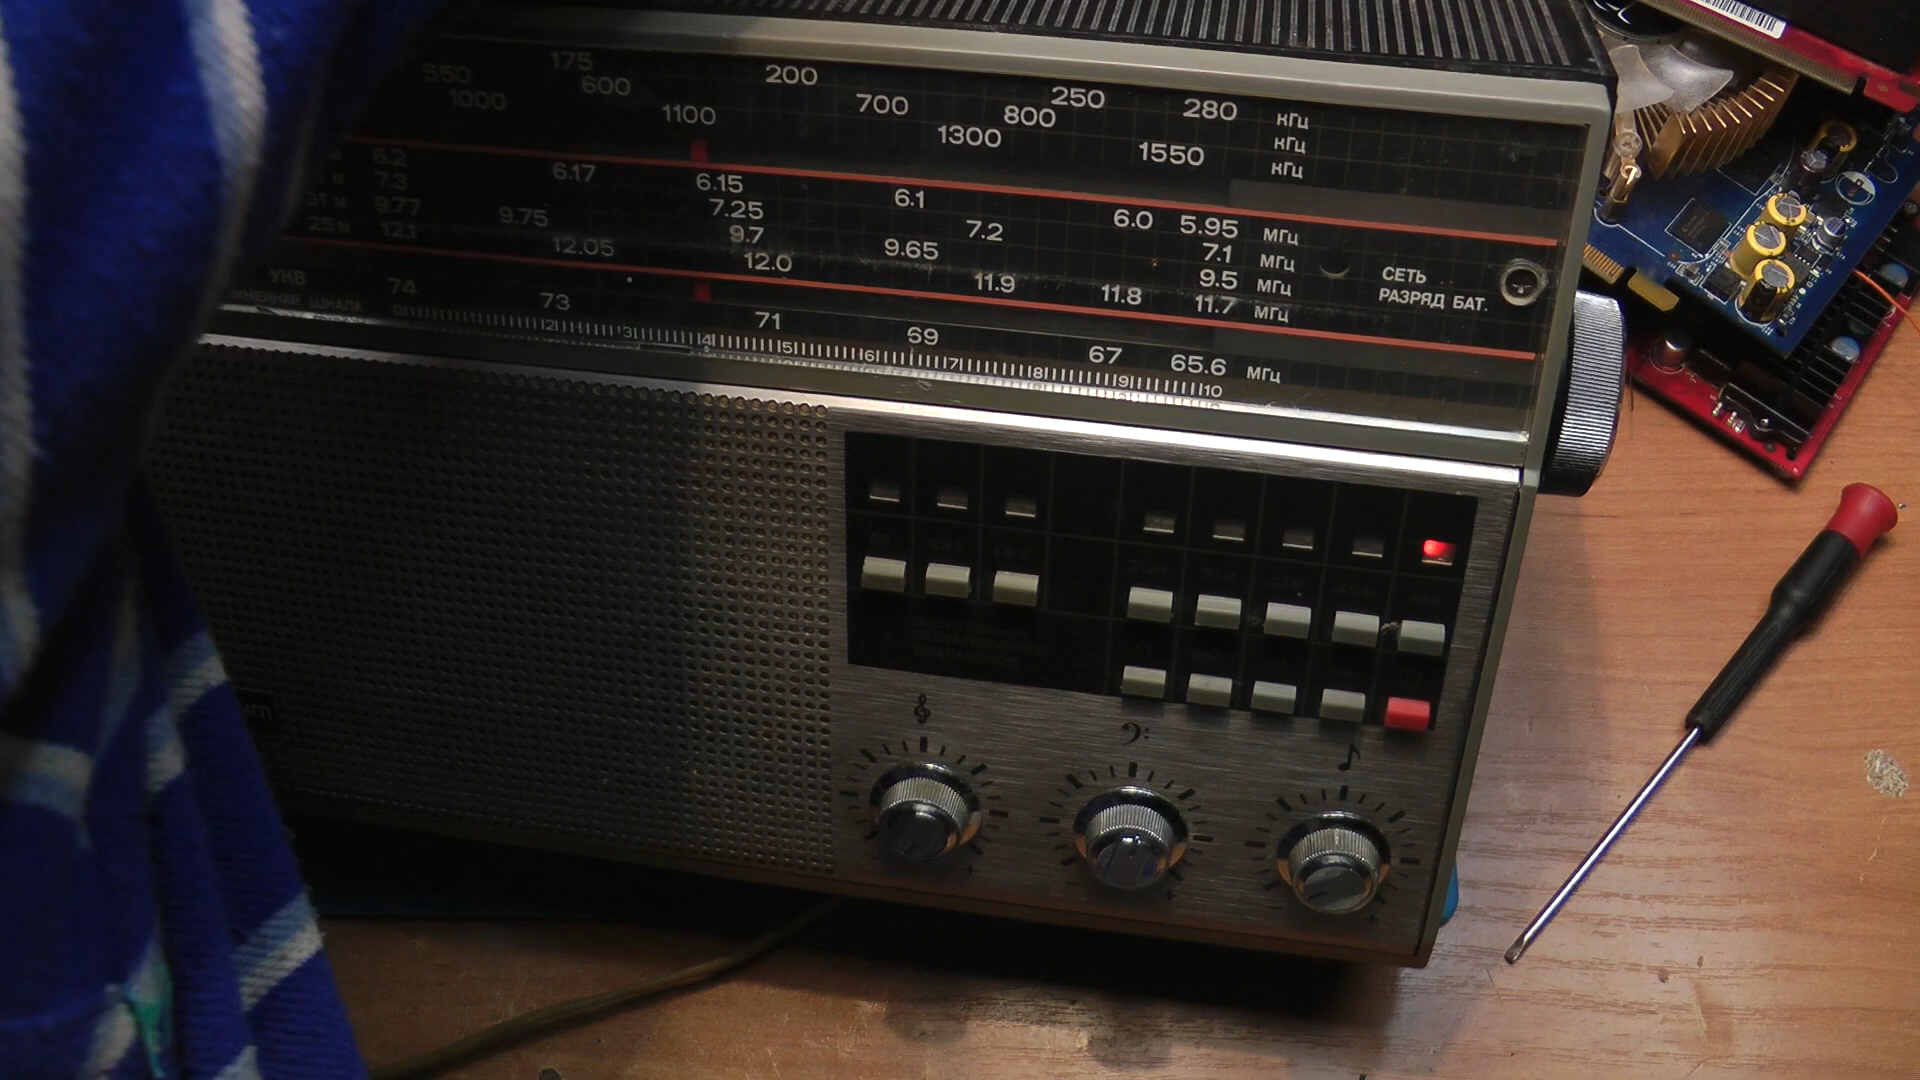 175 200 250 280 кГц
550 600 700 800 кГц
1000 1100 1300 1550 кГц
6.2 6.17 6.15 6.1 6.0 5.95 МГц
7.3 7.25 7.2 7.1 МГц
31 М 9.77 9.75 9.7 9.65 9.5 МГц
25 М 12.1 12.05 12.0 11.9 11.8 11.7 МГц
СЕТЬ
РАЗРЯД БАТ.
УКВ 74 73 71 69 67 65.6 МГц
ЛИНЕЙНАЯ ШКАЛА 0 2 3 4 5 6 7 8 9 10